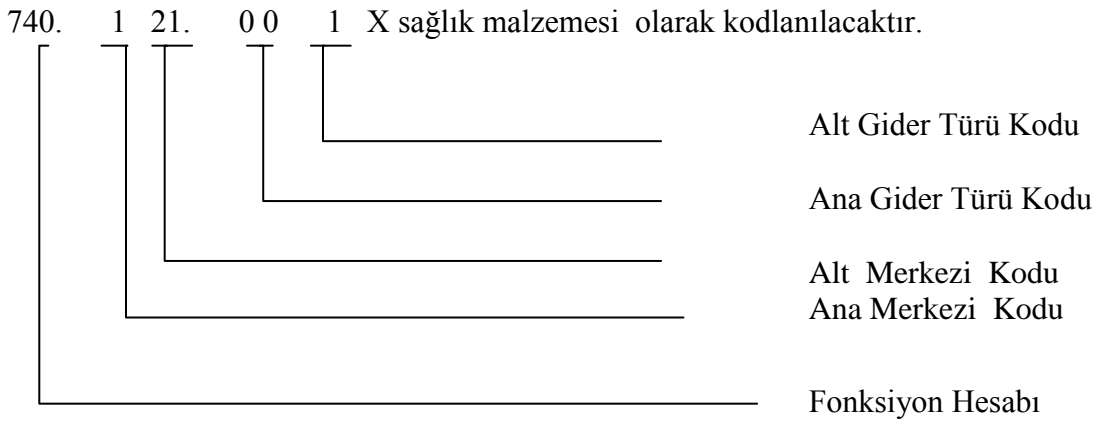 740. 1 21. 0 0 1 X sağlık malzemesi olarak kodlanılacaktır.
Alt Gider Türü Kodu
Ana Gider Türü Kodu
Alt Merkezi Kodu
Ana Merkezi Kodu
Fonksiyon Hesabı